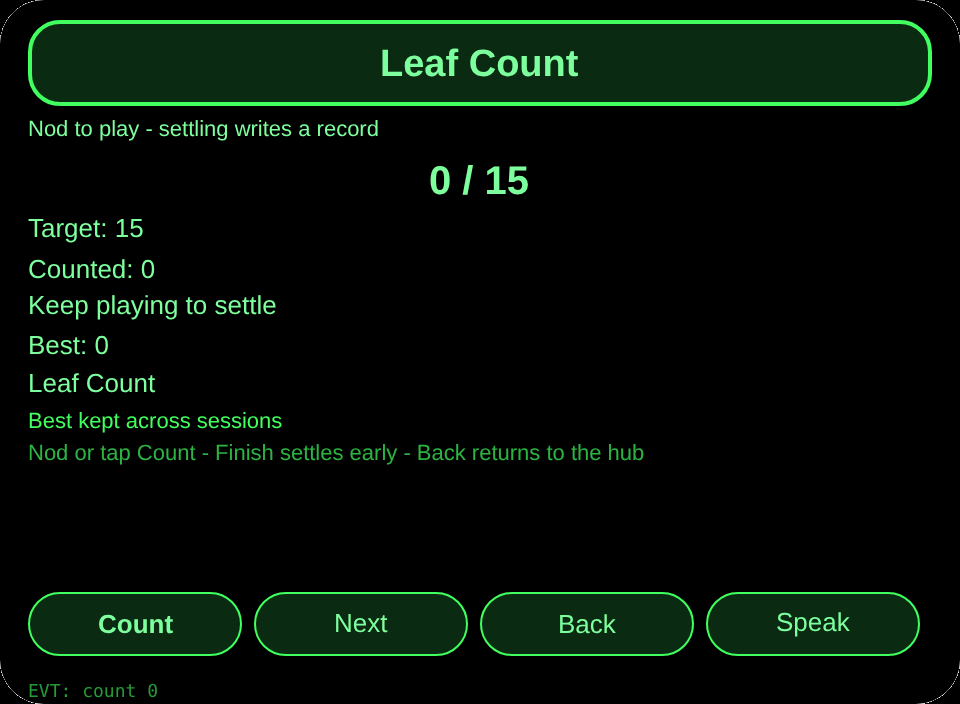 Leaf Count
Nod to play - settling writes a record
0 / 15
Target: 15
Counted: 0
Keep playing to settle
Best: 0
Leaf Count
Best kept across sessions
Nod or tap Count - Finish settles early - Back returns to the hub
Count Next Back Speak
EVT: count 0